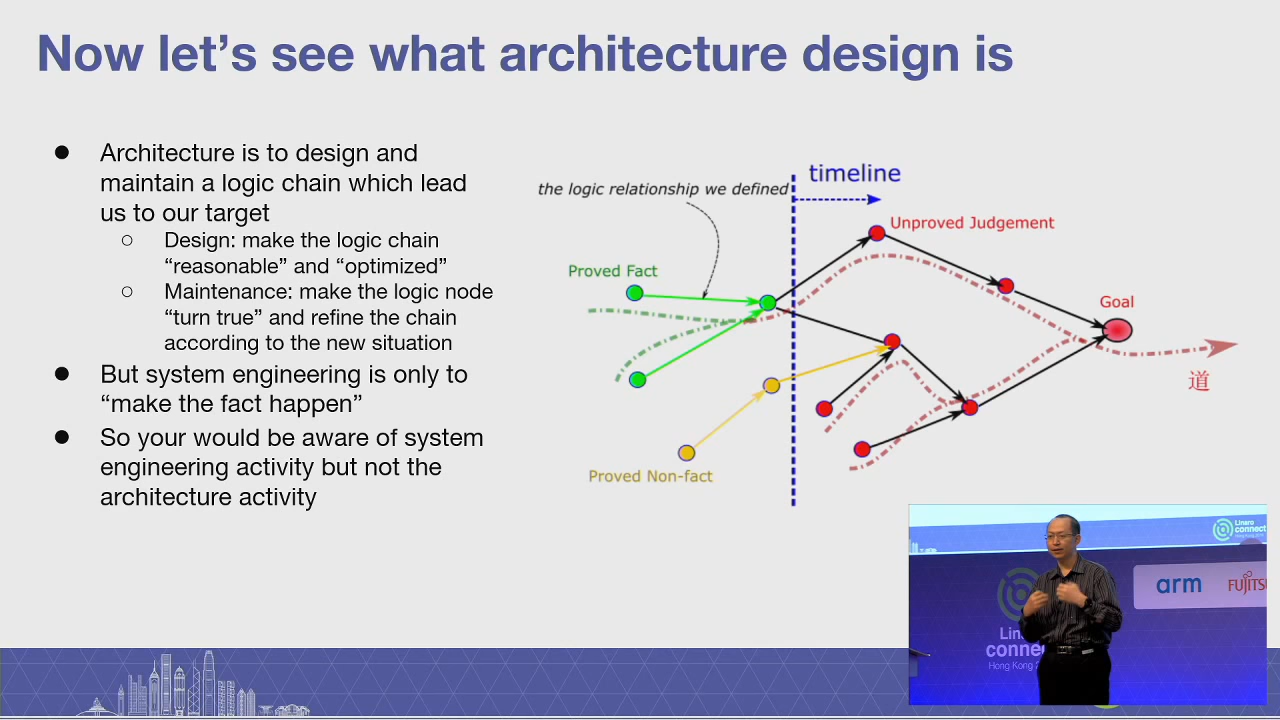 Now let’s see what architecture design is
● Architecture is to design and
maintain a logic chain which lead
us to our target
○ Design: make the logic chain
“reasonable” and “optimized”
○ Maintenance: make the logic node
“turn true” and refine the chain
according to the new situation
● But system engineering is only to
“make the fact happen”
● So your would be aware of system
engineering activity but not the
architecture activity
the logic relationship we defined
timeline
Unproved Judgement
Proved Fact
Goal
道
Proved Non-fact
Linaro
connect
arm
Hong Kong